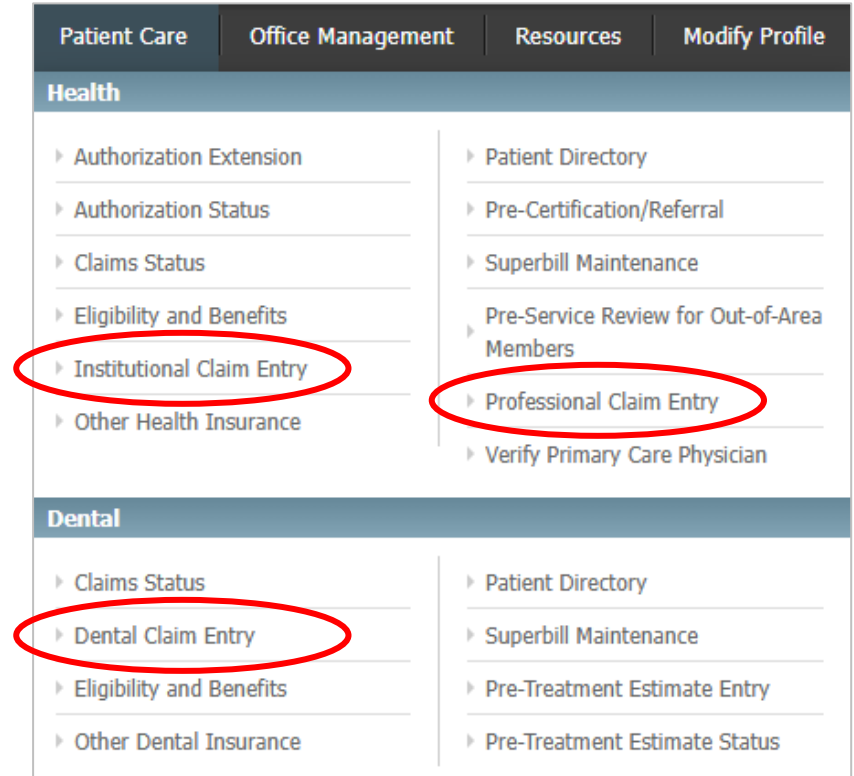 Patient Care Office Management Resources Modify Profile
Health
Authorization Extension
Authorization Status
Claims Status
Eligibility and Benefits
Institutional Claim Entry
Other Health Insurance
Patient Directory
Pre-Certification/Referral
Superbill Maintenance
Pre-Service Review for Out-of-Area
Members
Professional Claim Entry
Verify Primary Care Physician
Dental
Claims Status
Dental Claim Entry
Eligibility and Benefits
Other Dental Insurance
Patient Directory
Superbill Maintenance
Pre-Treatment Estimate Entry
Pre-Treatment Estimate Status